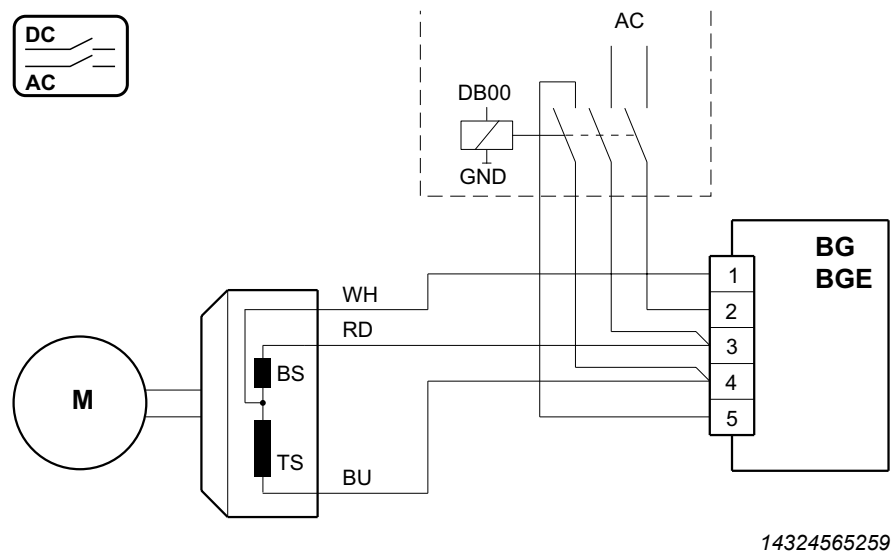 DC
AC
AC
DB00
GND
BG
BGE
1
2
3
4
5
WH
RD
BS
M
TS
BU
14324565259